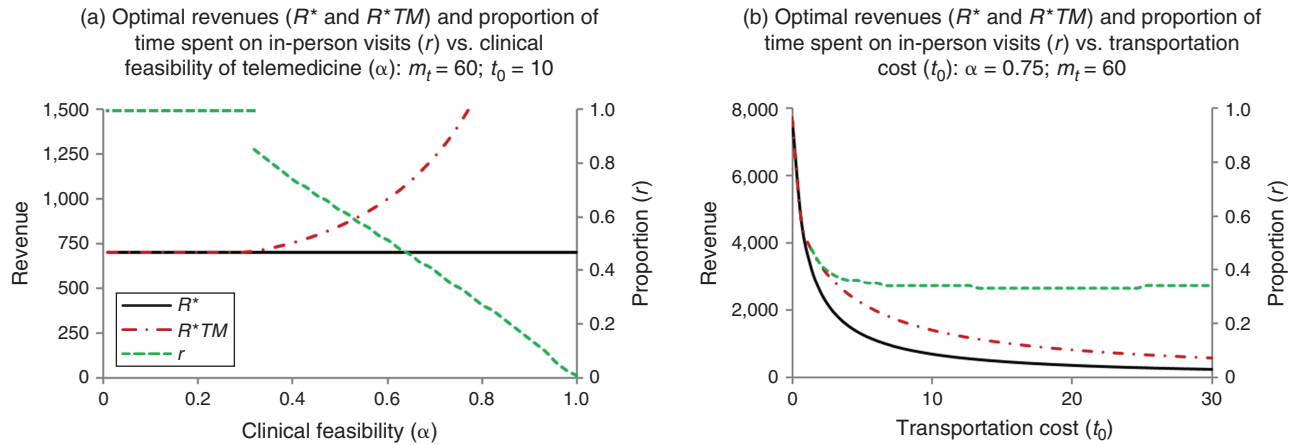 (a) Optimal revenues (R* and R*TM) and proportion of
time spent on in-person visits (r) vs. clinical
feasibility of telemedicine (α): mt = 60; t0 = 10
1,500
1,250
1,000
750
500
250
0
Revenue
1.0
0.8
0.6
0.4
0.2
0
Proportion (r)
R*
R*TM
r
0
0.2
0.4
0.6
0.8
1.0
Clinical feasibility (α)
(b) Optimal revenues (R* and R*TM) and proportion of
time spent on in-person visits (r) vs. transportation
cost (t0): α = 0.75; mt = 60
8,000
6,000
4,000
2,000
0
Revenue
1.0
0.8
0.6
0.4
0.2
0
Proportion (r)
0
10
20
30
Transportation cost (t0)